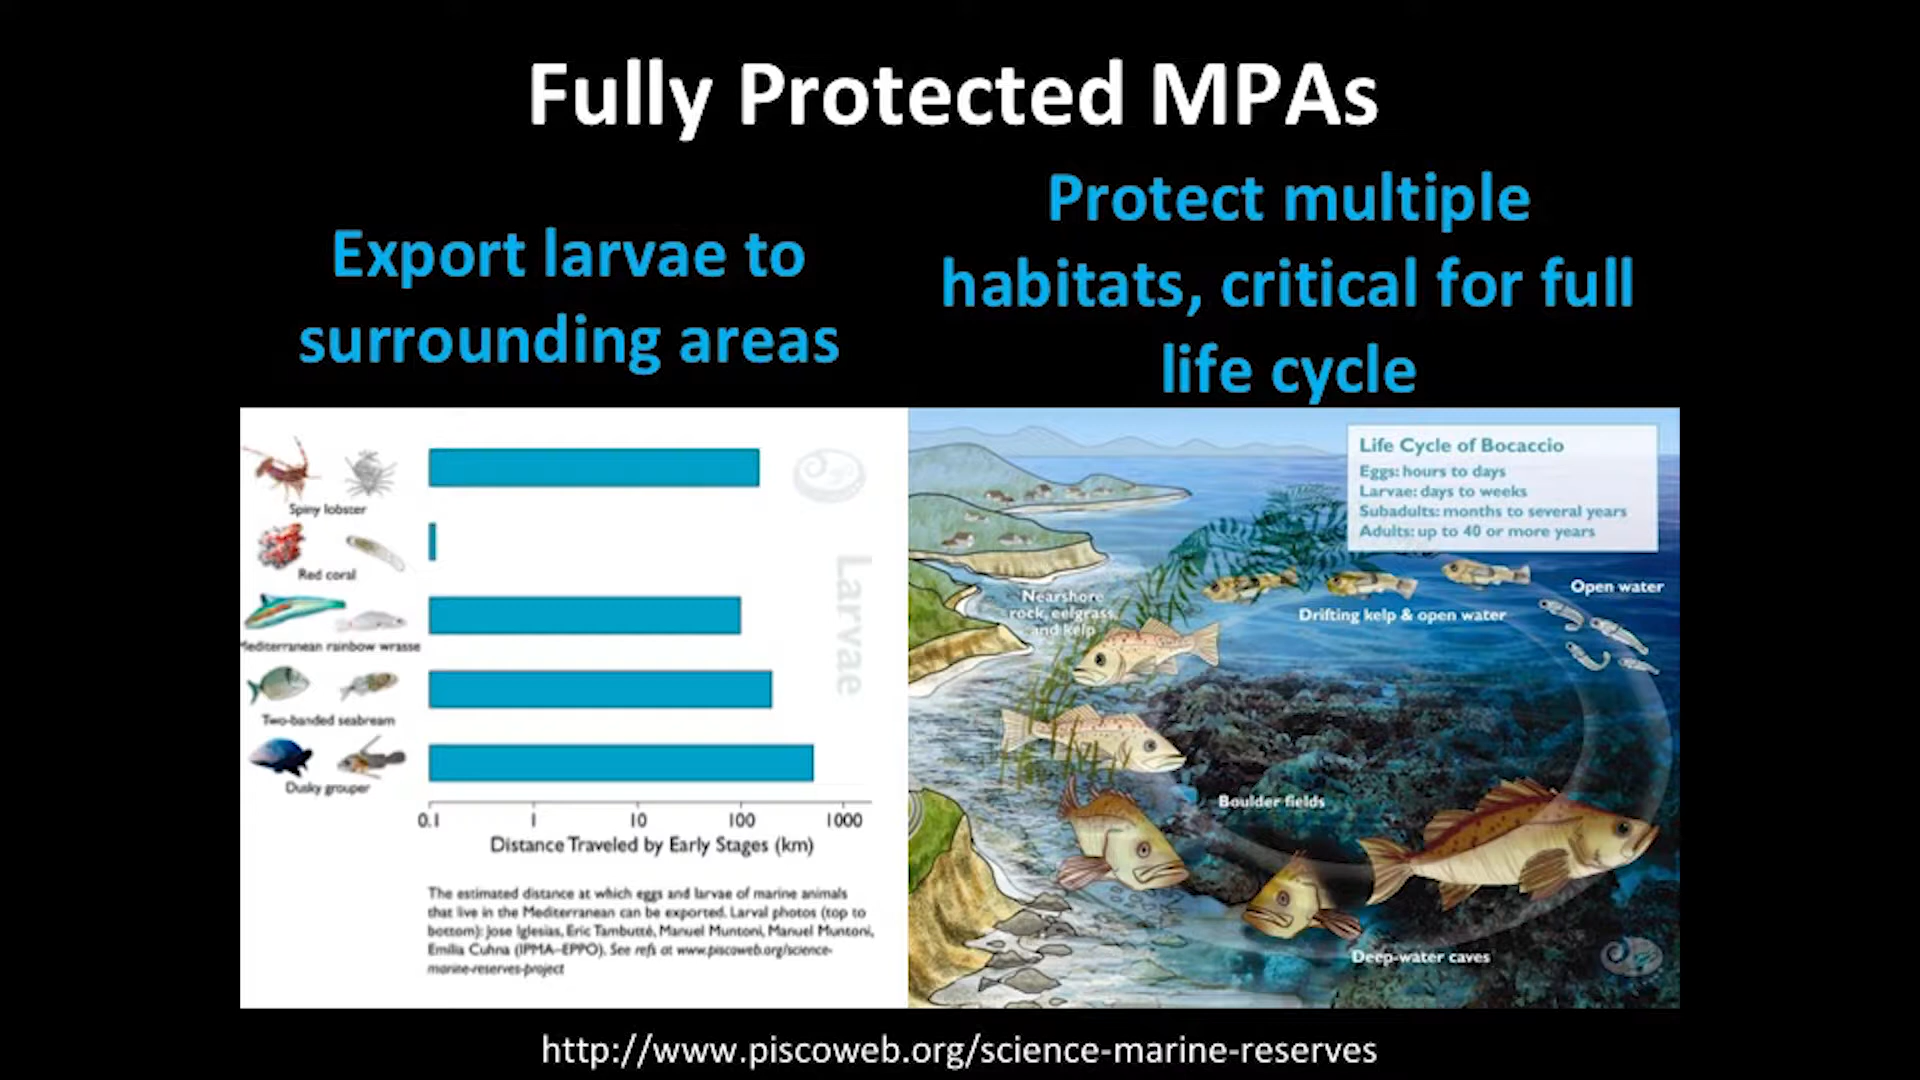 Fully Protected MPAs
Export larvae to
surrounding areas
Protect multiple
habitats, critical for full
life cycle
Spiny lobster
Red coral
Mediterranean rainbow wrasse
Two-banded seabream
Dusky grouper
Larvae
0.1 1 10 100 1000
Distance Traveled by Early Stages (km)
The estimated distance at which eggs and larvae of marine animals
that live in the Mediterranean can be exported. Larval photos (top to
bottom): Jose Iglesias, Eric Tambutté, Manuel Muntoni, Manuel Muntoni,
Emilia Cuhna (IPMA–EPPO). See refs at www.piscoweb.org/science-
marine-reserves-project
Life Cycle of Bocaccio
Eggs: hours to days
Larvae: days to weeks
Subadults: months to several years
Adults: up to 40 or more years
Open water
Drifting kelp & open water
Nearshore
rock, eelgrass,
and kelp
Boulder fields
Deep-water caves
http://www.piscoweb.org/science-marine-reserves